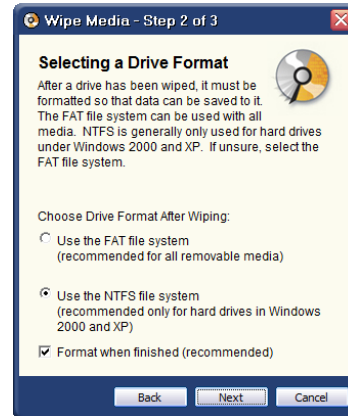 Wipe Media - Step 2 of 3
Selecting a Drive Format
After a drive has been wiped, it must be
formatted so that data can be saved to it.
The FAT file system can be used with all
media. NTFS is generally only used for hard drives
under Windows 2000 and XP. If unsure, select the
FAT file system.
Choose Drive Format After Wiping:
Use the FAT file system
(recommended for all removable media)
Use the NTFS file system
(recommended only for hard drives in Windows
2000 and XP)
Format when finished (recommended)
Back Next Cancel